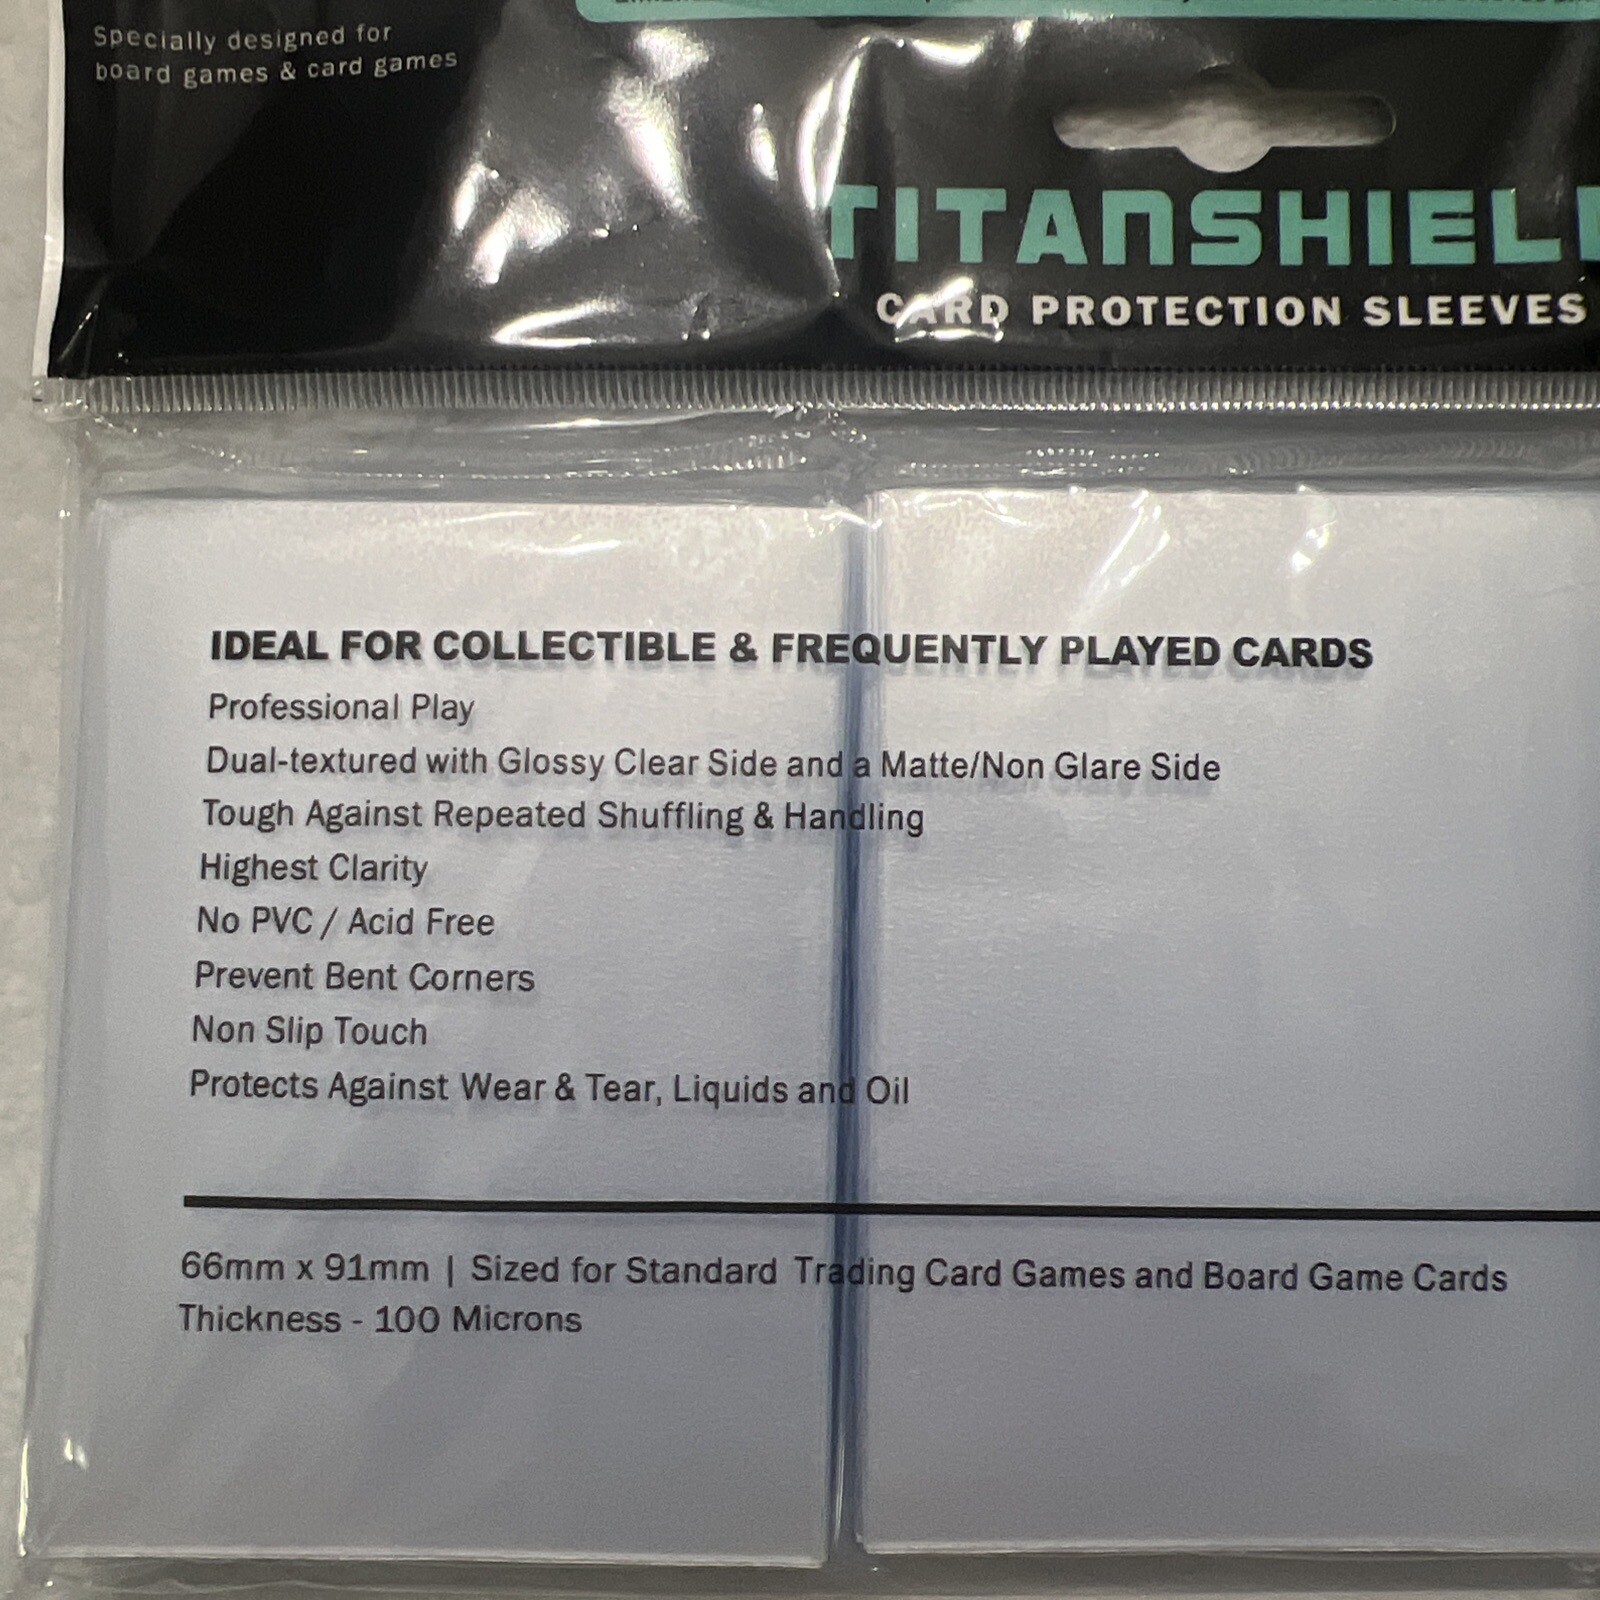 Specially designed for
board games & card games
TITANSHIEL
CARD PROTECTION SLEEVES
IDEAL FOR COLLECTIBLE & FREQUENTLY PLAYED CARDS
Professional Play
Dual-textured with Glossy Clear Side and a Matte/Non Glare Side
Tough Against Repeated Shuffling & Handling
Highest Clarity
No PVC / Acid Free
Prevent Bent Corners
Non Slip Touch
Protects Against Wear & Tear, Liquids and Oil
66mm x 91mm | Sized for Standard Trading Card Games and Board Game Cards
Thickness - 100 Microns